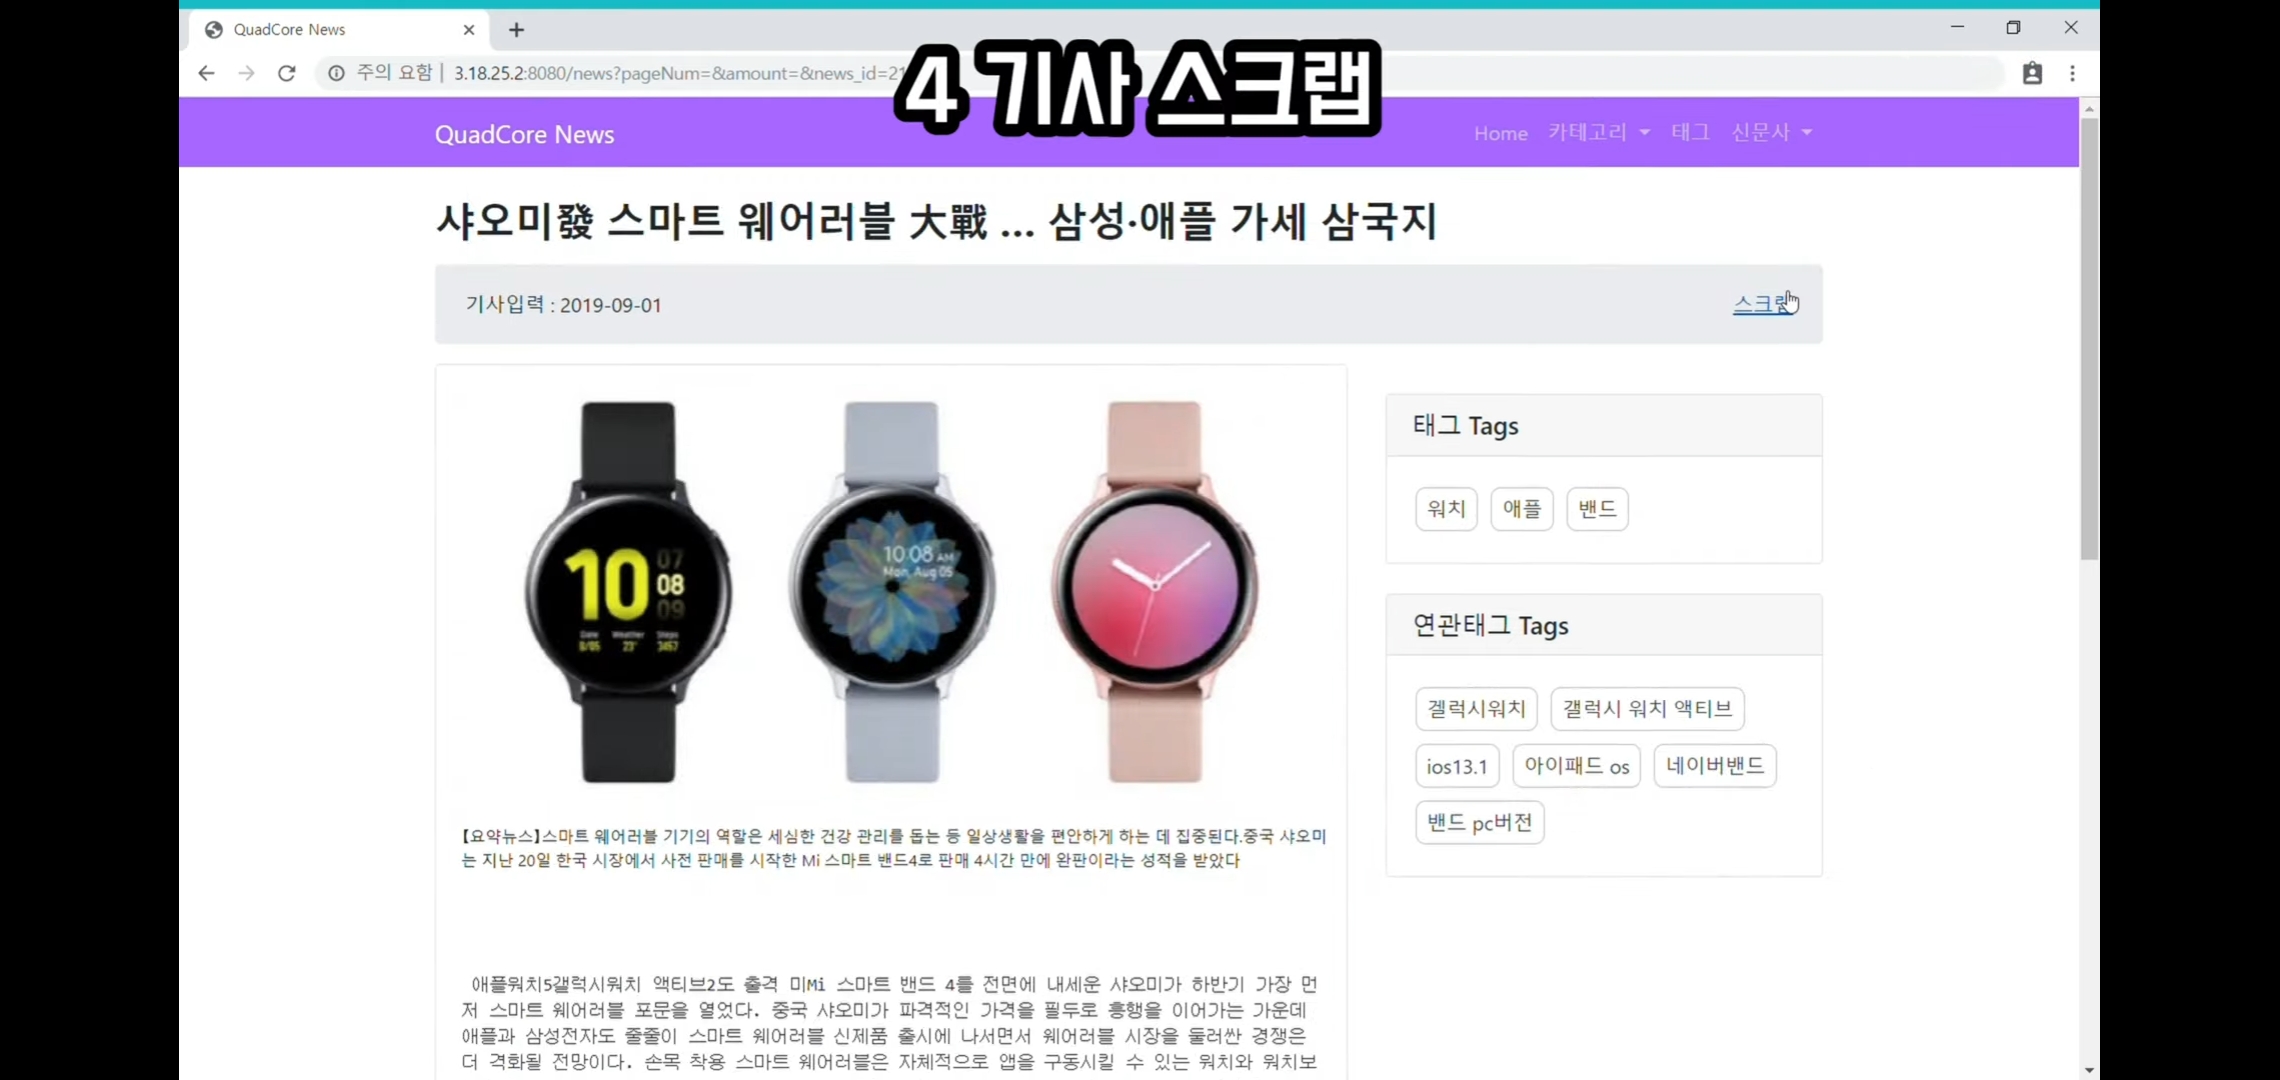 QuadCore News
4 기사 스크랩
주의 요함 | 3.18.25.2:8080/news?pageNum=&amount=&news_id=21
QuadCore News
Home 카테고리 태그 신문사
샤오미發 스마트 웨어러블 大戰 ... 삼성·애플 가세 삼국지
기사입력 : 2019-09-01
스크랩
10 07 08 09
Date Weather Steps
8/05 23° 3457
10:08 AM
Mon, Aug 05
태그 Tags
워치 애플 밴드
연관태그 Tags
겔럭시워치 갤럭시 워치 액티브
ios13.1 아이패드 os 네이버밴드
밴드 pc버전
【요약뉴스】스마트 웨어러블 기기의 역할은 세심한 건강 관리를 돕는 등 일상생활을 편안하게 하는 데 집중된다.중국 샤오미
는 지난 20일 한국 시장에서 사전 판매를 시작한 Mi 스마트 밴드4로 판매 4시간 만에 완판이라는 성적을 받았다
애플워치5갤럭시워치 액티브2도 출격 미Mi 스마트 밴드 4를 전면에 내세운 샤오미가 하반기 가장 먼
저 스마트 웨어러블 포문을 열었다. 중국 샤오미가 파격적인 가격을 필두로 흥행을 이어가는 가운데
애플과 삼성전자도 줄줄이 스마트 웨어러블 신제품 출시에 나서면서 웨어러블 시장을 둘러싼 경쟁은
더 격화될 전망이다. 손목 착용 스마트 웨어러블은 자체적으로 앱을 구동시킬 수 있는 워치와 워치보